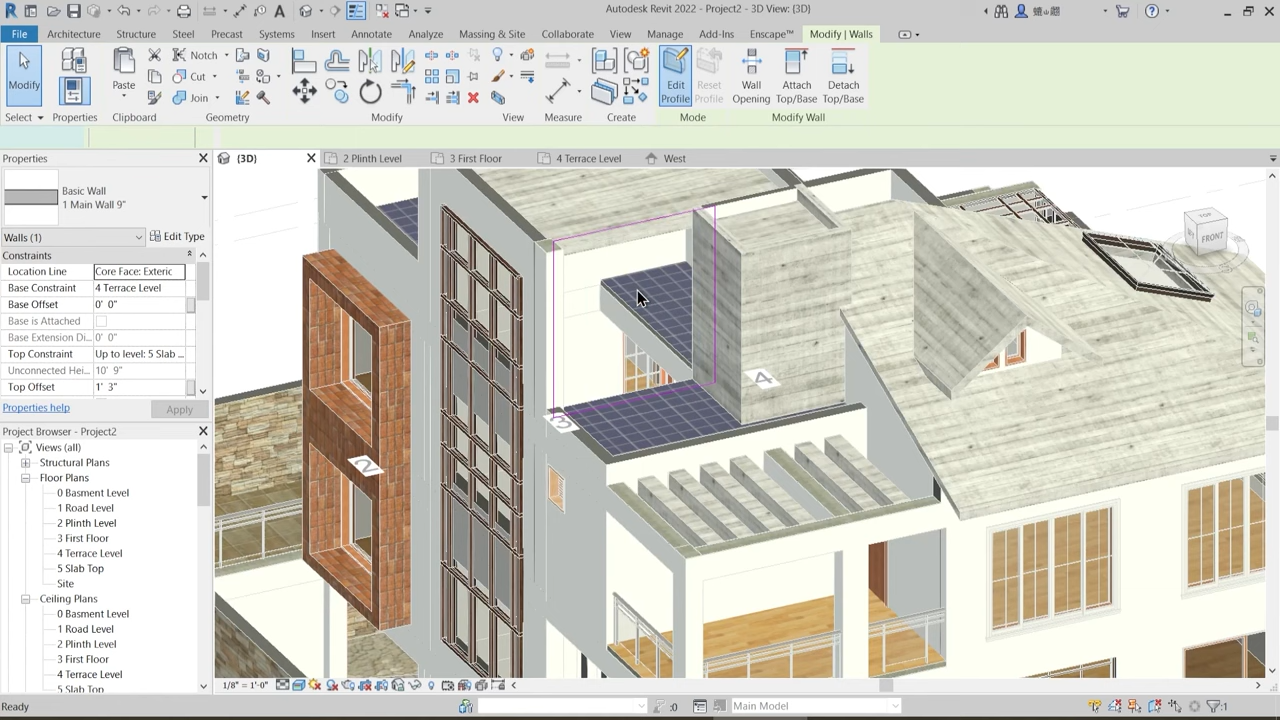 Autodesk Revit 2022 - Project2 - 3D View: {3D}
File Architecture Structure Steel Precast Systems Insert Annotate Analyze Massing & Site Collaborate View Manage Add-Ins Enscape™ Modify | Walls
Modify Properties Paste Notch Cut Join Edit Profile Reset Profile Wall Opening Attach Top/Base Detach Top/Base
Select Properties Clipboard Geometry Modify View Measure Create Mode Modify Wall
Properties
{3D} 2 Plinth Level 3 First Floor 4 Terrace Level West
Basic Wall
1 Main Wall 9"
Walls (1) Edit Type
Constraints
Location Line Core Face: Exteric
Base Constraint 4 Terrace Level
Base Offset 0' 0"
Base is Attached
Base Extension Di... 0' 0"
Top Constraint Up to level: 5 Slab ...
Unconnected He... 10' 9"
Top Offset 1' 3"
Properties help Apply
Project Browser - Project2
Views (all)
Structural Plans
Floor Plans
0 Basment Level
1 Road Level
2 Plinth Level
3 First Floor
4 Terrace Level
5 Slab Top
Site
Ceiling Plans
0 Basment Level
1 Road Level
2 Plinth Level
3 First Floor
4 Terrace Level
5 Slab Top
2
3
4
TOP
FRONT
1/8" = 1'-0"
Ready :0 Main Model :1